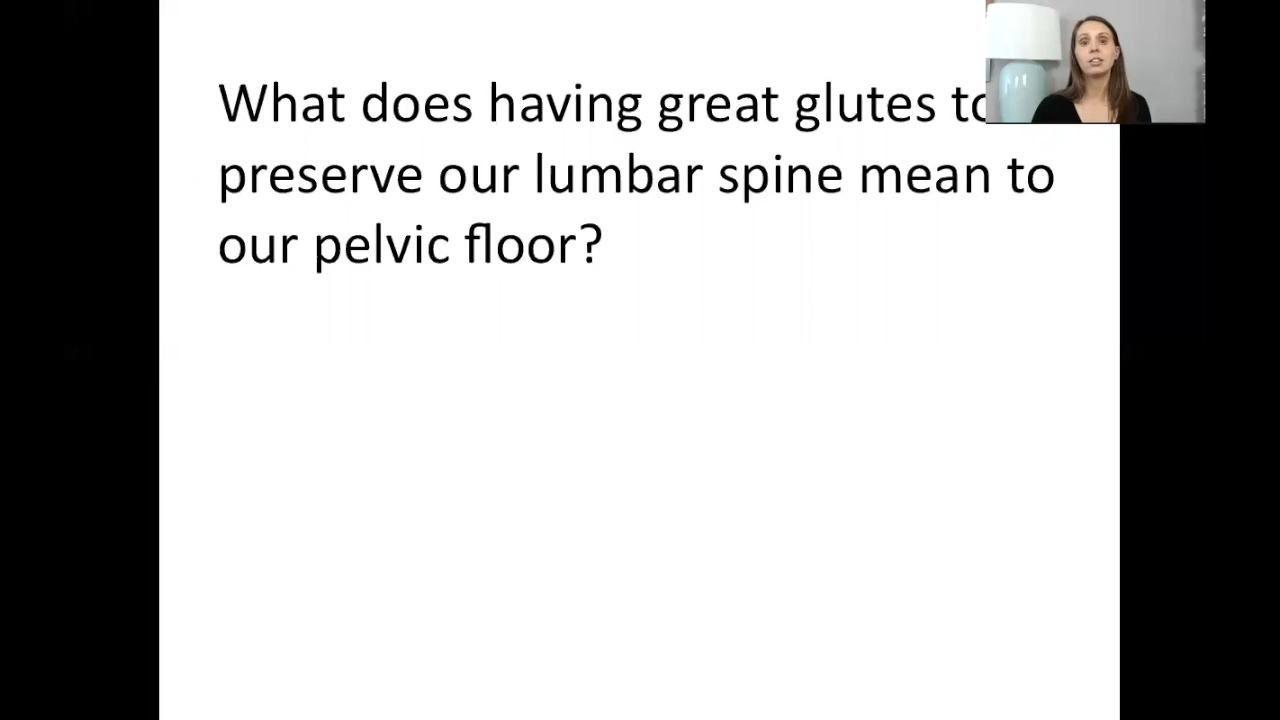 What does having great glutes to
preserve our lumbar spine mean to
our pelvic floor?